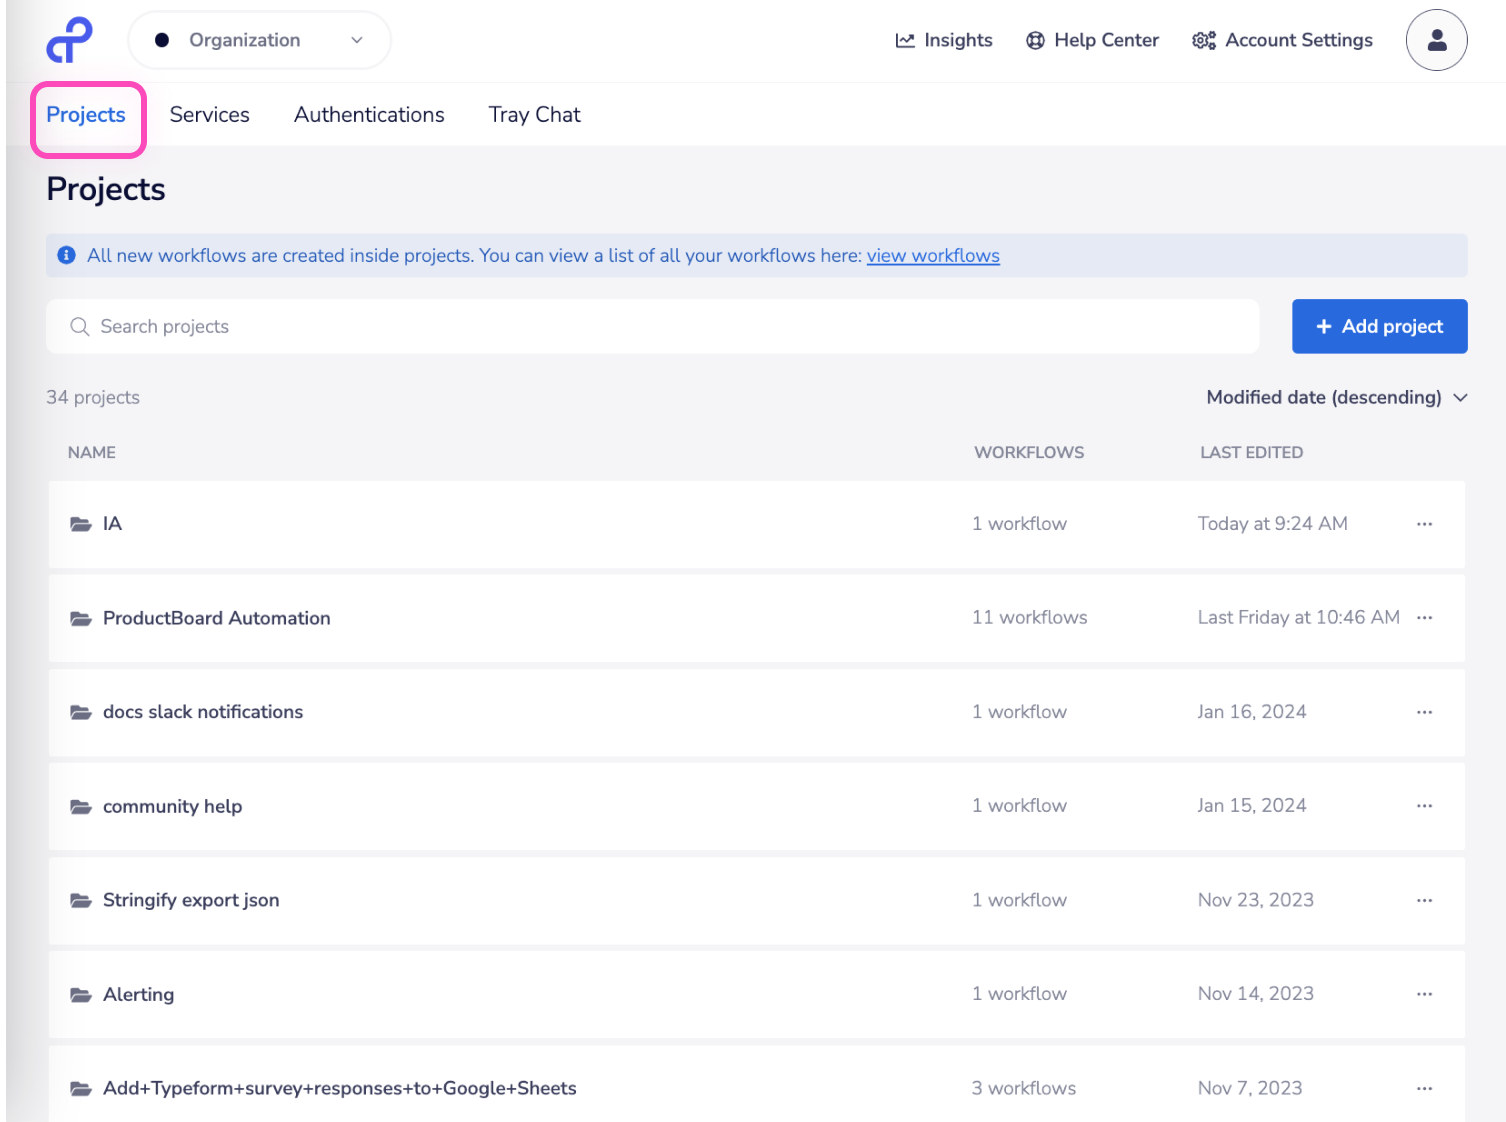 Organization
Insights
Help Center
Account Settings
Projects
Services
Authentications
Tray Chat
Projects
All new workflows are created inside projects. You can view a list of all your workflows here: view workflows
Search projects
+ Add project
34 projects
Modified date (descending)
NAME
WORKFLOWS
LAST EDITED
IA
1 workflow
Today at 9:24 AM
ProductBoard Automation
11 workflows
Last Friday at 10:46 AM
docs slack notifications
1 workflow
Jan 16, 2024
community help
1 workflow
Jan 15, 2024
Stringify export json
1 workflow
Nov 23, 2023
Alerting
1 workflow
Nov 14, 2023
Add+Typeform+survey+responses+to+Google+Sheets
3 workflows
Nov 7, 2023